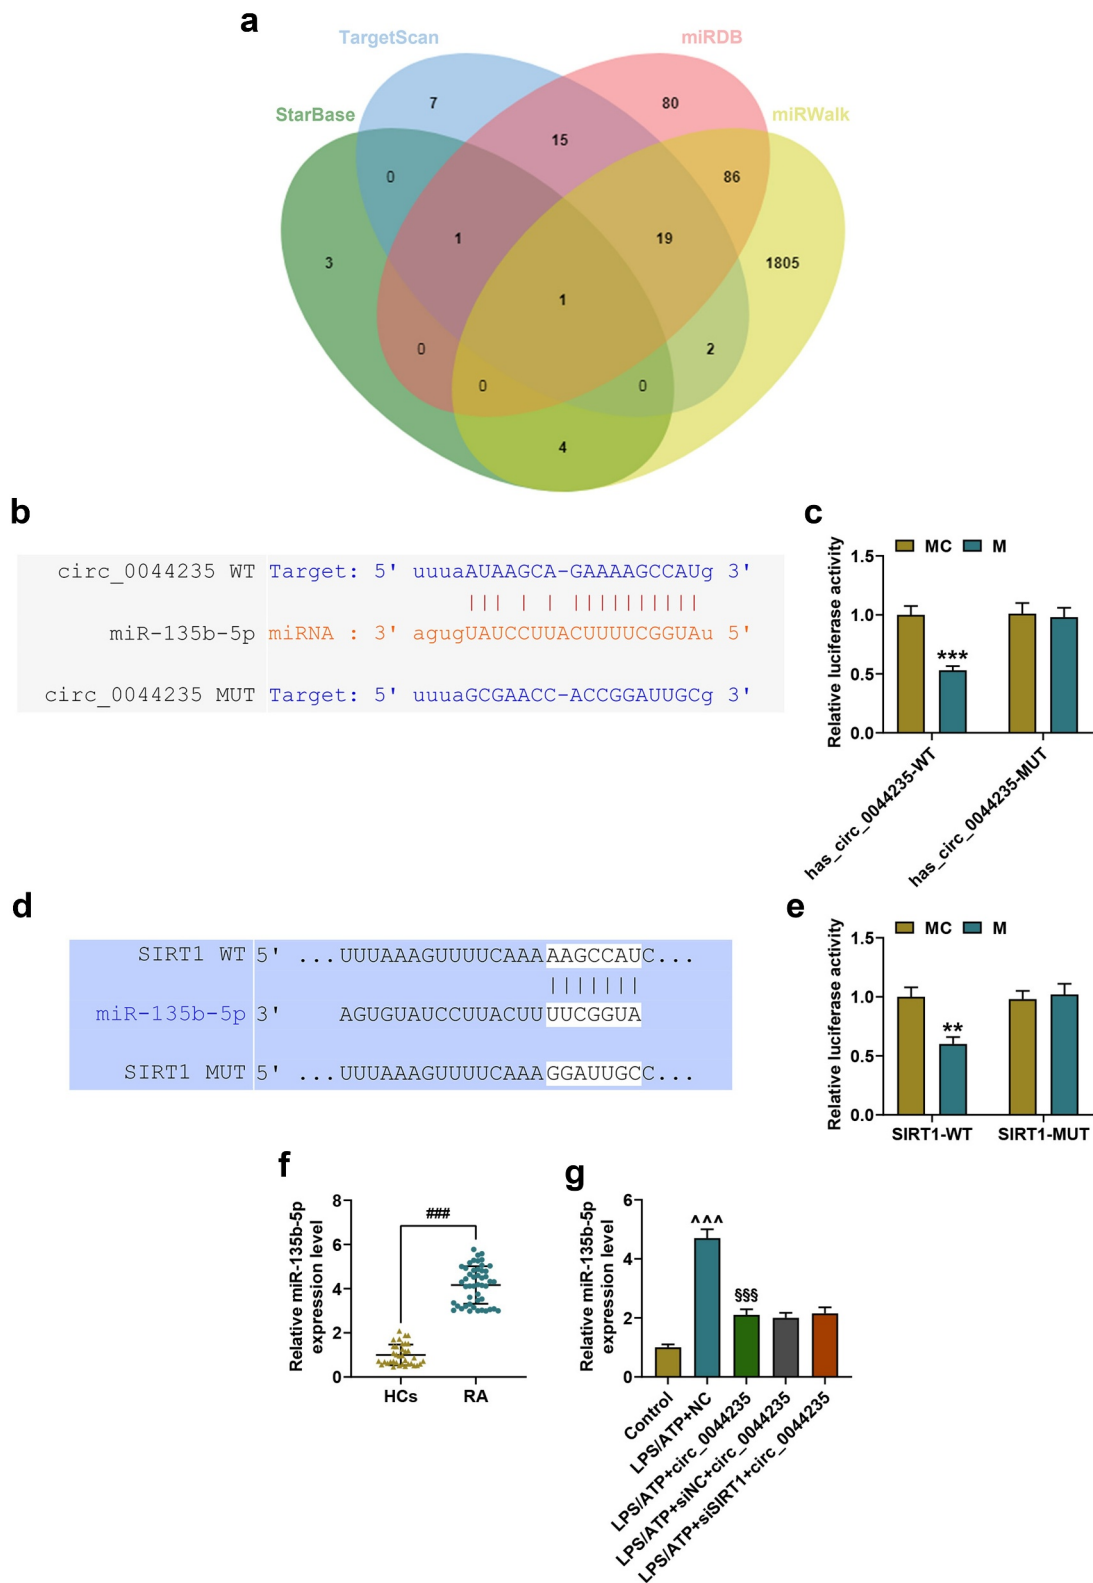 a
TargetScan
miRDB
StarBase
miRWalk
7
80
15
0
86
1
19
3
1805
1
0
2
0
0
4
b
circ_0044235 WT Target: 5' uuuaAUAAGCA-GAAAAGCCAUg 3'
||| | | ||||||||||
miR-135b-5p miRNA : 3' agugUAUCCUUACUUUUCGGUAu 5'
circ_0044235 MUT Target: 5' uuuaGCGAACC-ACCGGAUUGCg 3'
c
MC M
Relative luciferase activity
1.5
1.0
0.5
0.0
***
has_circ_0044235-WT
has_circ_0044235-MUT
d
SIRT1 WT 5' ...UUUAAAGUUUUCAAAAAGCCAUC...
|||||||
miR-135b-5p 3' AGUGUAUCCUUACUUUUCGGUA
SIRT1 MUT 5' ...UUUAAAGUUUUCAAAGGAUUGCC...
e
MC M
Relative luciferase activity
1.5
1.0
0.5
0.0
**
SIRT1-WT SIRT1-MUT
f
Relative miR-135b-5p
expression level
8
6
4
2
0
###
HCs RA
g
Relative miR-135b-5p
expression level
6
4
2
0
^^^
§§§
Control
LPS/ATP+NC
LPS/ATP+circ_0044235
LPS/ATP+siNC+circ_0044235
LPS/ATP+siSIRT1+circ_0044235